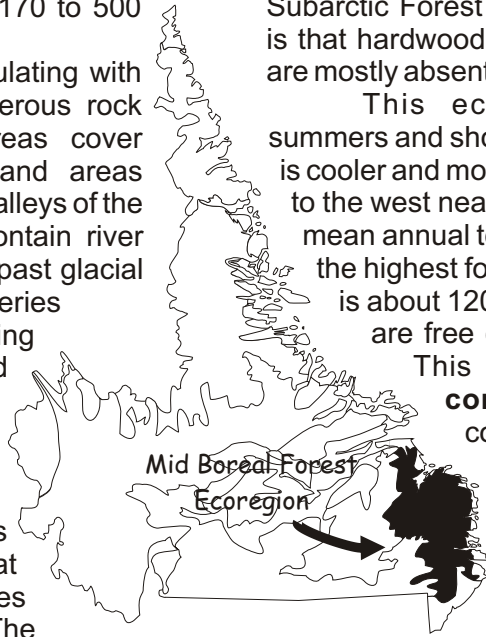 170 to 500
ulating with
erous rock
reas cover
and areas
alleys of the
ontain river
past glacial
eries
ing
d
s
at
es
The
Subarctic Forest
is that hardwood
are mostly absent
This ec
summers and sho
is cooler and mo
to the west nea
mean annual te
the highest fo
is about 120
are free
This
con
co
Mid Boreal Forest
Ecoregion